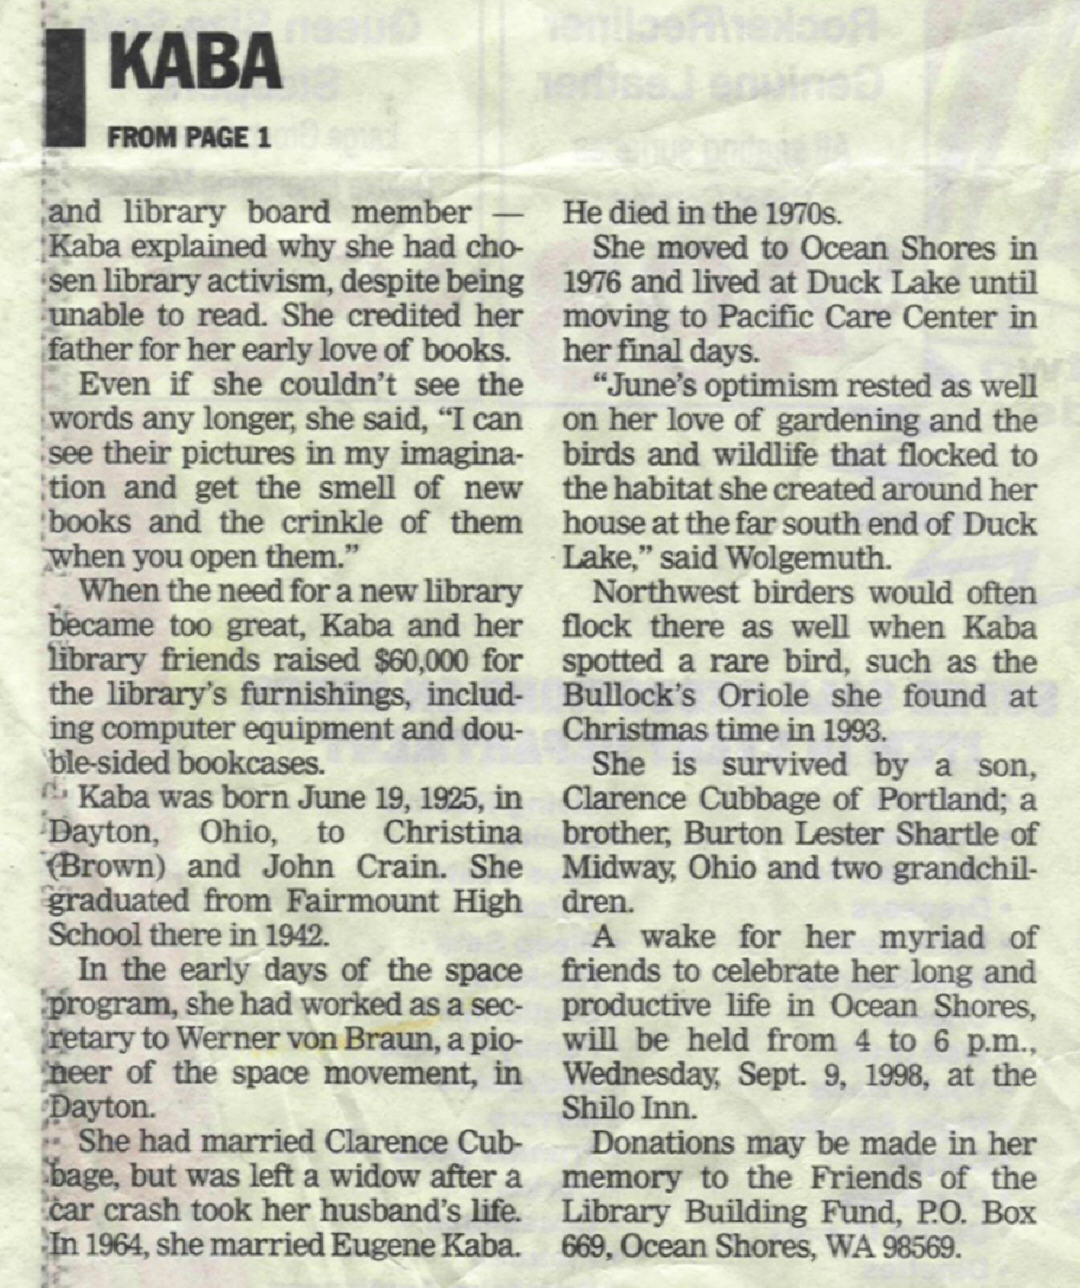 KABA
FROM PAGE 1
and library board member —
Kaba explained why she had cho-
sen library activism, despite being
unable to read. She credited her
father for her early love of books.
Even if she couldn't see the
words any longer, she said, “I can
see their pictures in my imagina-
tion and get the smell of new
books and the crinkle of them
when you open them.”
When the need for a new library
became too great, Kaba and her
library friends raised $60,000 for
the library's furnishings, includ-
ing computer equipment and dou-
ble-sided bookcases.
Kaba was born June 19, 1925, in
Dayton, Ohio, to Christina
(Brown) and John Crain. She
graduated from Fairmount High
School there in 1942.
In the early days of the space
program, she had worked as a sec-
retary to Werner von Braun, a pio-
neer of the space movement, in
Dayton.
She had married Clarence Cub-
bage, but was left a widow after a
car crash took her husband's life.
In 1964, she married Eugene Kaba.
He died in the 1970s.
She moved to Ocean Shores in
1976 and lived at Duck Lake until
moving to Pacific Care Center in
her final days.
“June's optimism rested as well
on her love of gardening and the
birds and wildlife that flocked to
the habitat she created around her
house at the far south end of Duck
Lake,” said Wolgemuth.
Northwest birders would often
flock there as well when Kaba
spotted a rare bird, such as the
Bullock's Oriole she found at
Christmas time in 1993.
She is survived by a son,
Clarence Cubbage of Portland; a
brother, Burton Lester Shartle of
Midway, Ohio and two grandchil-
dren.
A wake for her myriad of
friends to celebrate her long and
productive life in Ocean Shores,
will be held from 4 to 6 p.m.,
Wednesday, Sept. 9, 1998, at the
Shilo Inn.
Donations may be made in her
memory to the Friends of the
Library Building Fund, P.O. Box
669, Ocean Shores, WA 98569.